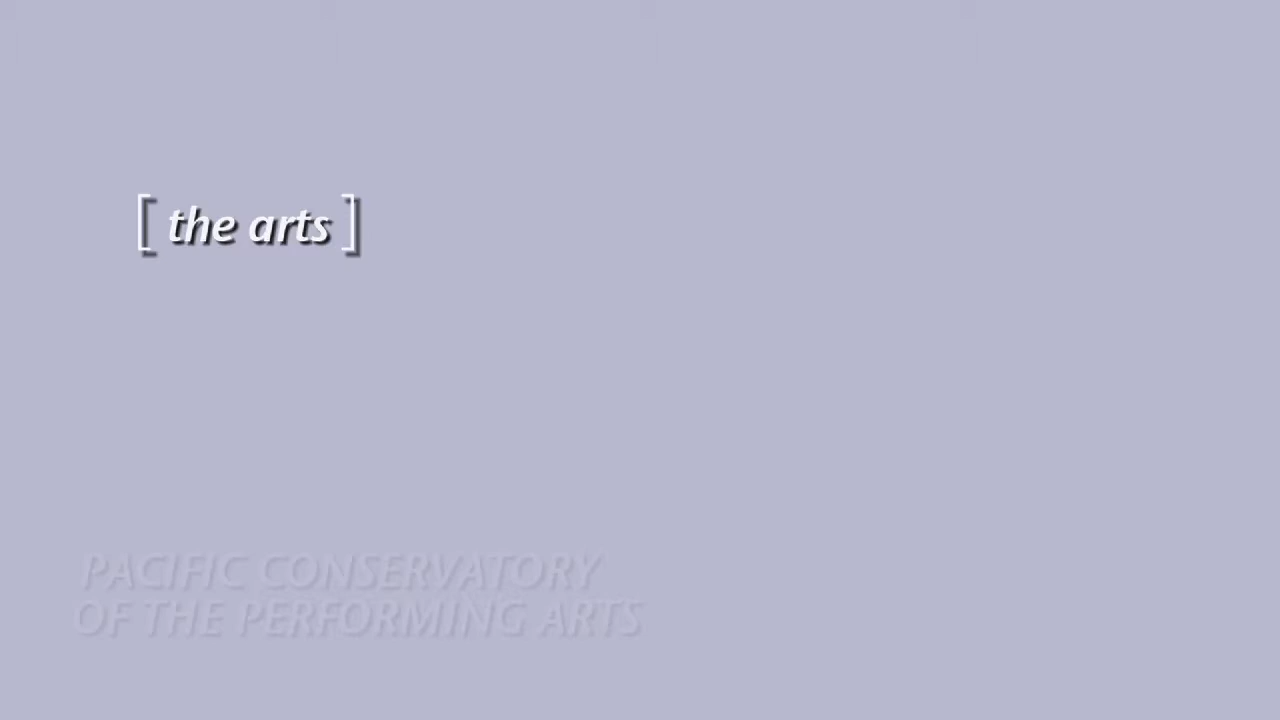 [ the arts ]
PACIFIC CONSERVATORY
OF THE PERFORMING ARTS